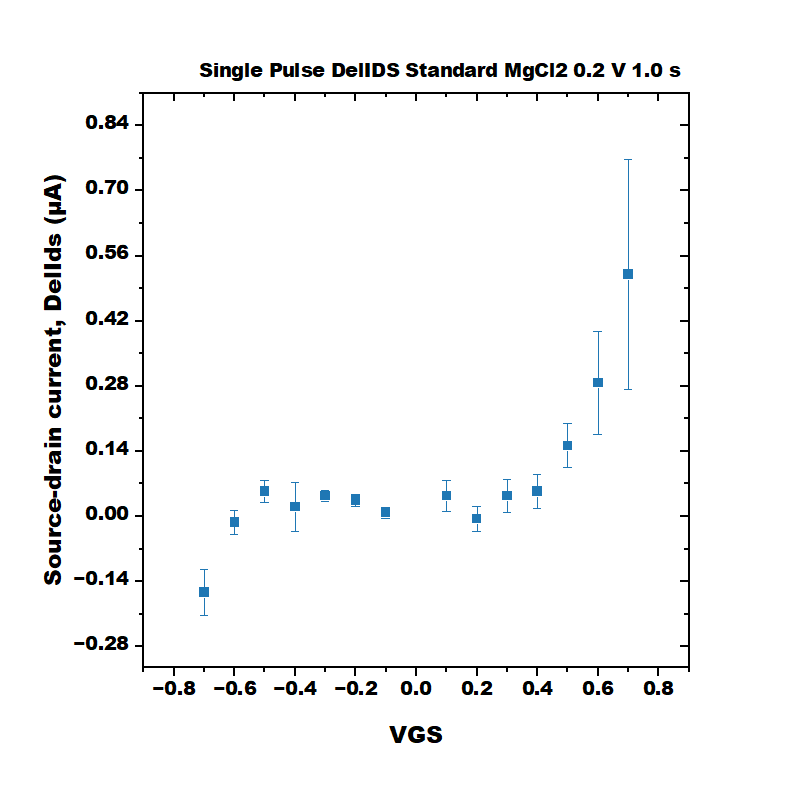 Single Pulse DelIDS Standard MgCl2 0.2 V 1.0 s
Source-drain current, DelIds (µA)
0.84
0.70
0.56
0.42
0.28
0.14
0.00
−0.14
−0.28
−0.8 −0.6 −0.4 −0.2 0.0 0.2 0.4 0.6 0.8
VGS